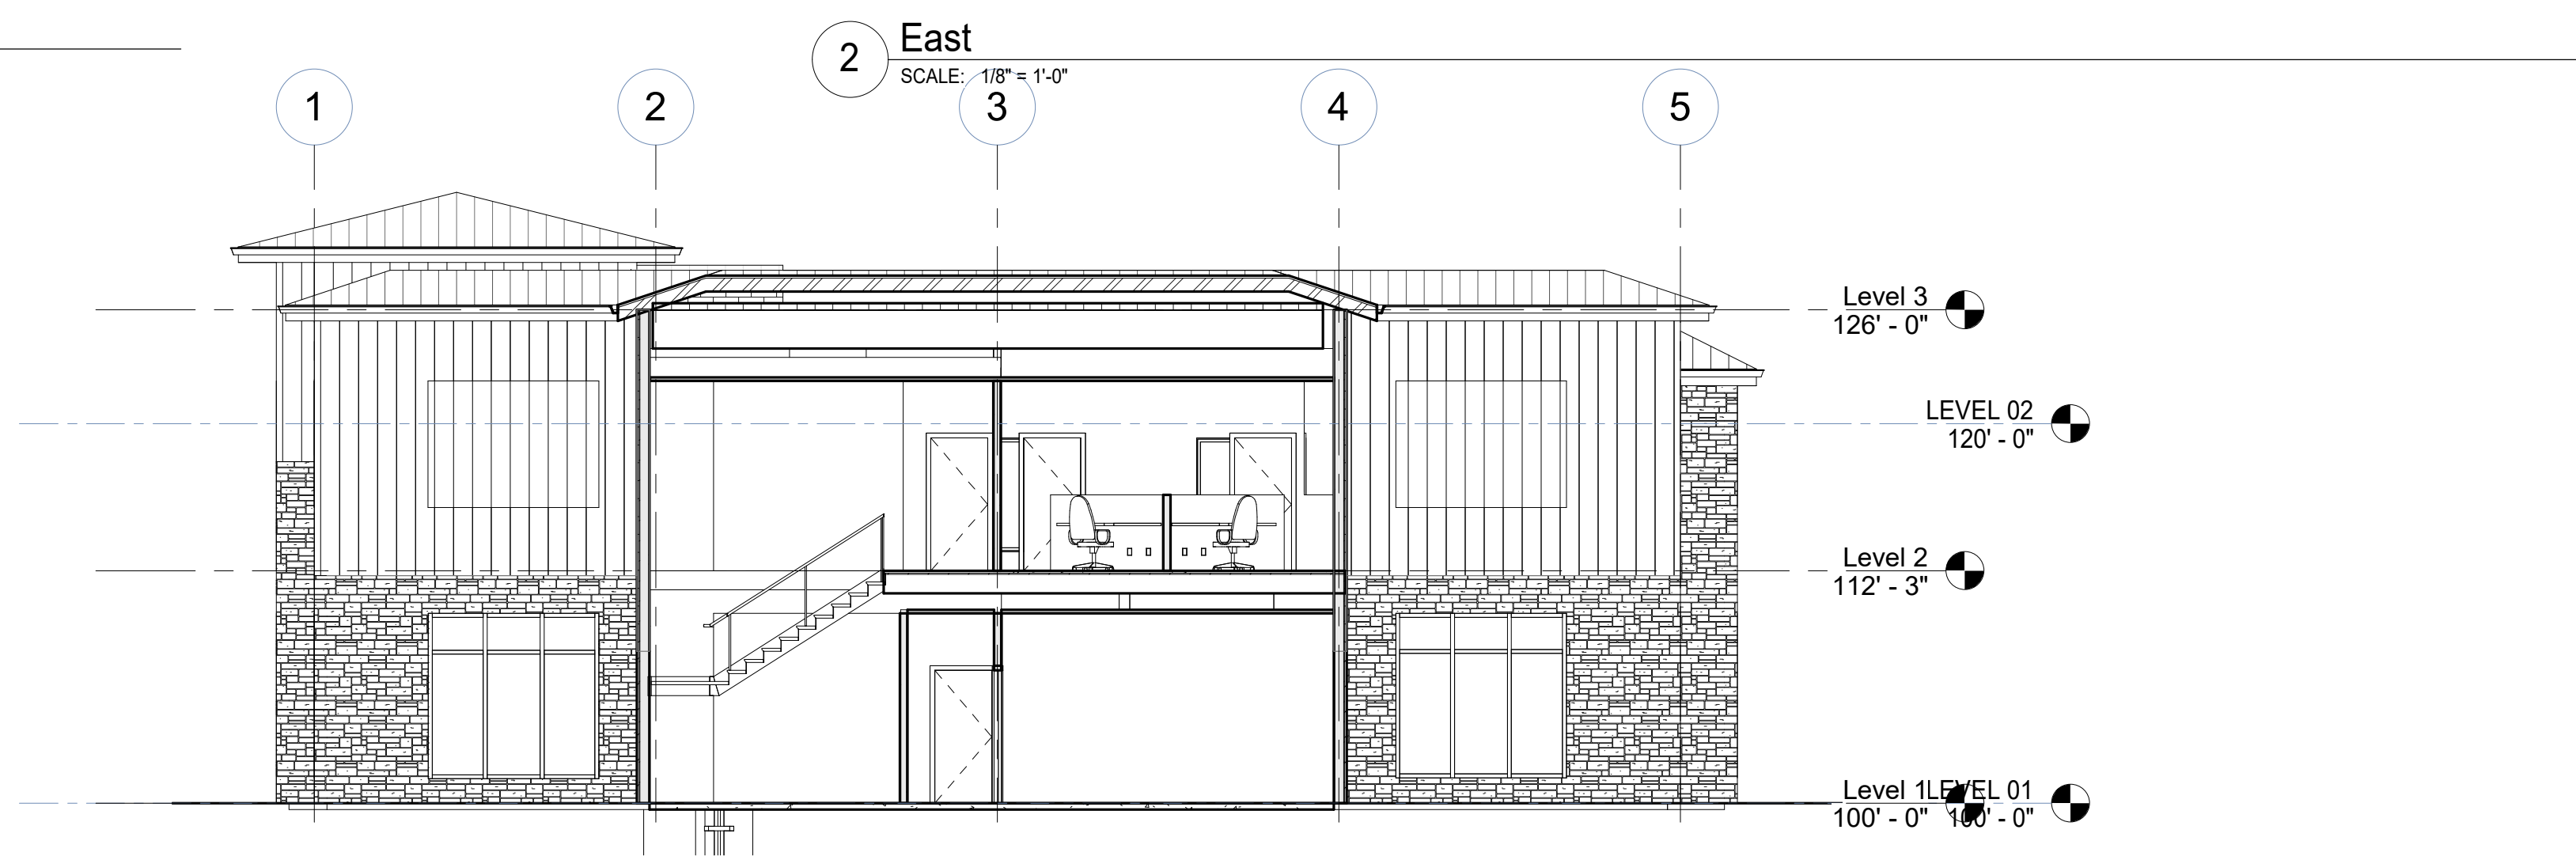 2
East
SCALE: 1/8" = 1'-0"
1
2
3
4
5
Level 3
126' - 0"
LEVEL 02
120' - 0"
Level 2
112' - 3"
Level 1
100' - 0"
LEVEL 01
100' - 0"